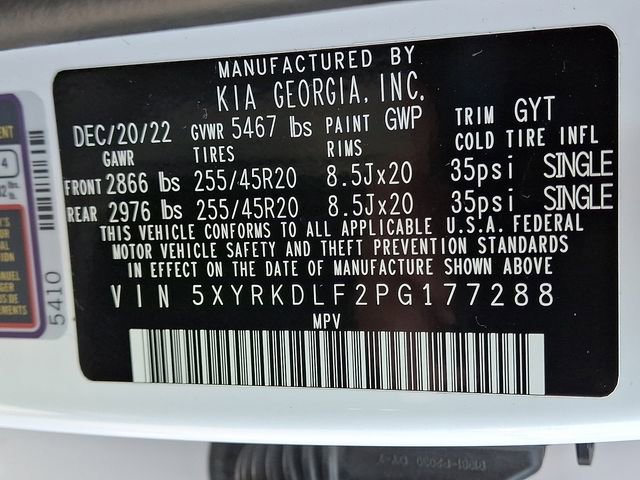 MANUFACTURED BY
KIA GEORGIA, INC.
DEC/20/22 GVWR 5467 lbs PAINT GWP TRIM GYT
GAWR TIRES RIMS COLD TIRE INFL
FRONT 2866 lbs 255/45R20 8.5Jx20 35psi SINGLE
REAR 2976 lbs 255/45R20 8.5Jx20 35psi SINGLE
THIS VEHICLE CONFORMS TO ALL APPLICABLE U.S.A. FEDERAL
MOTOR VEHICLE SAFETY AND THEFT PREVENTION STANDARDS
IN EFFECT ON THE DATE OF MANUFACTURE SHOWN ABOVE
VIN 5XYRKDLF2PG177288
MPV
5410
4